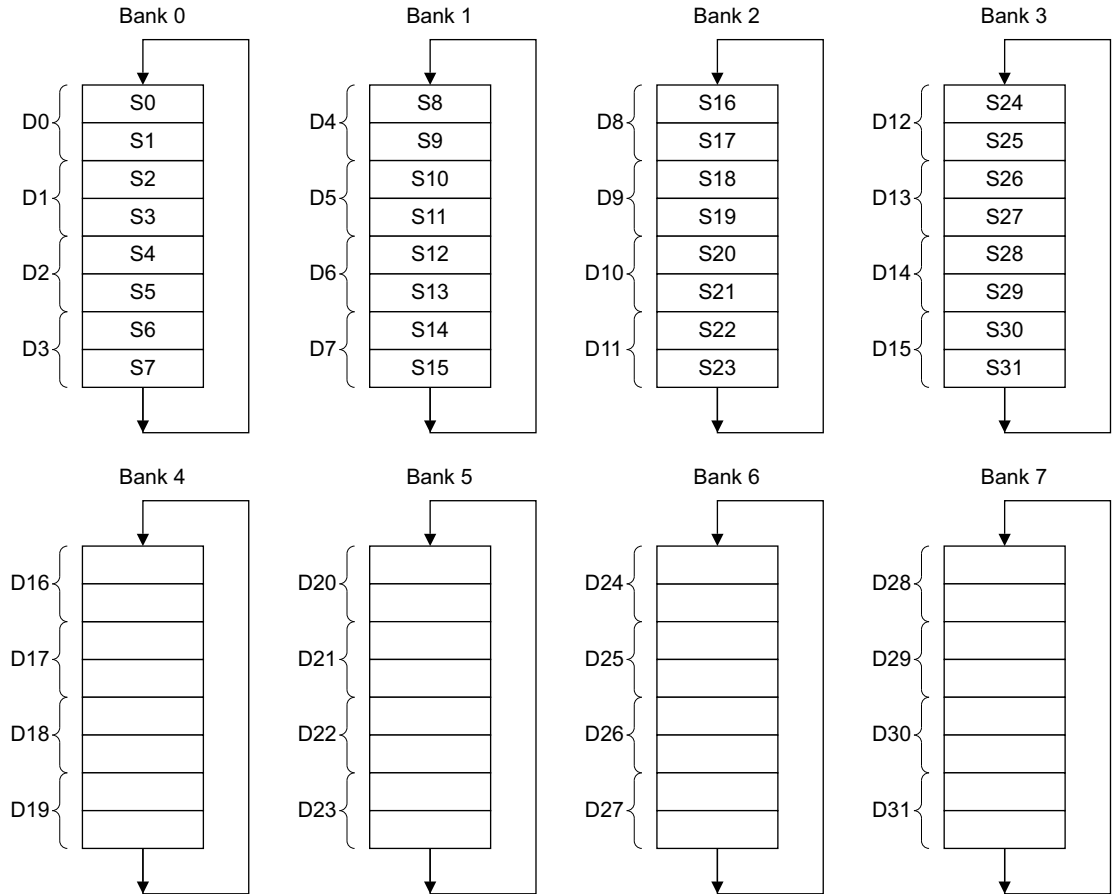 Bank 0 Bank 1 Bank 2 Bank 3
S0 S8 S16 S24
D0 D4 D8 D12
S1 S9 S17 S25
S2 S10 S18 S26
D1 D5 D9 D13
S3 S11 S19 S27
S4 S12 S20 S28
D2 D6 D10 D14
S5 S13 S21 S29
S6 S14 S22 S30
D3 D7 D11 D15
S7 S15 S23 S31
Bank 4 Bank 5 Bank 6 Bank 7
D16 D20 D24 D28
D17 D21 D25 D29
D18 D22 D26 D30
D19 D23 D27 D31